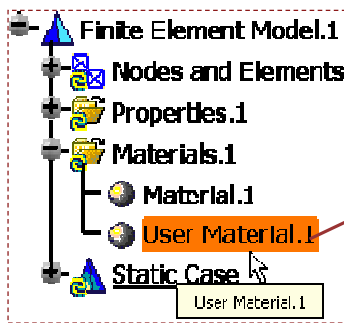 Finite Element Model.1
Nodes and Elements
Properties.1
Materials.1
Material.1
User Material.1
Static Case
User Material.1